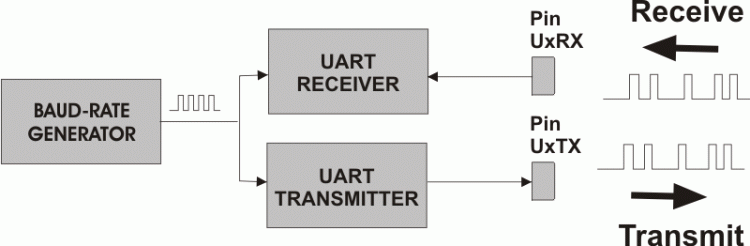 Receive
Pin
UxRX
UART
RECEIVER
BAUD-RATE
GENERATOR
Pin
UxTX
UART
TRANSMITTER
Transmit